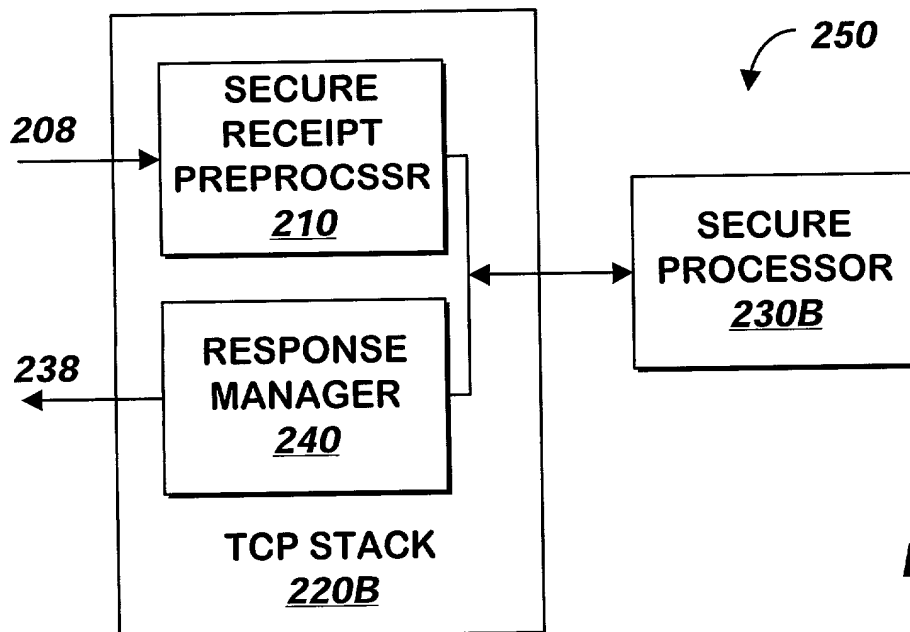 250
208
SECURE
RECEIPT
PREPROCSSR
210
SECURE
PROCESSOR
230B
238
RESPONSE
MANAGER
240
TCP STACK
220B